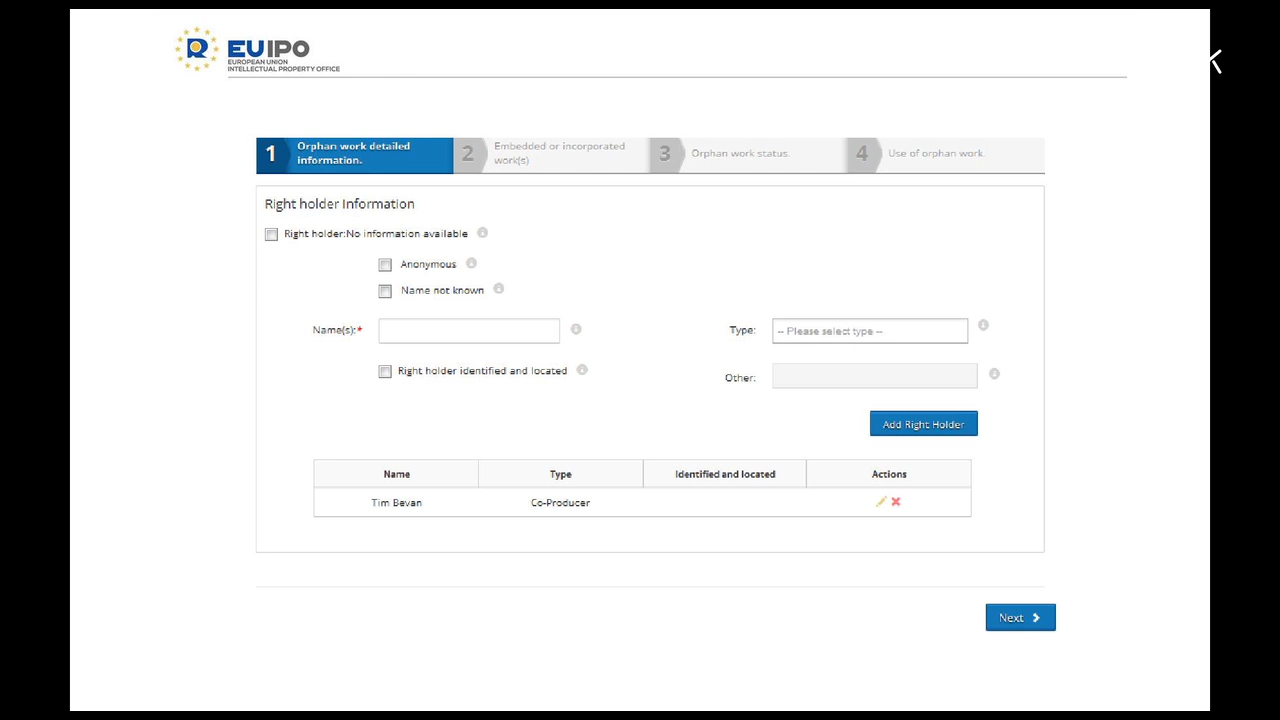 EUIPO
EUROPEAN UNION
INTELLECTUAL PROPERTY OFFICE
1 Orphan work detailed information.
2 Embedded or incorporated work(s)
3 Orphan work status.
4 Use of orphan work.
Right holder Information
Right holder:No information available
Anonymous
Name not known
Name(s):*
Type: -- Please select type --
Right holder identified and located
Other:
Add Right Holder
Name Type Identified and located Actions
Tim Bevan Co-Producer
Next